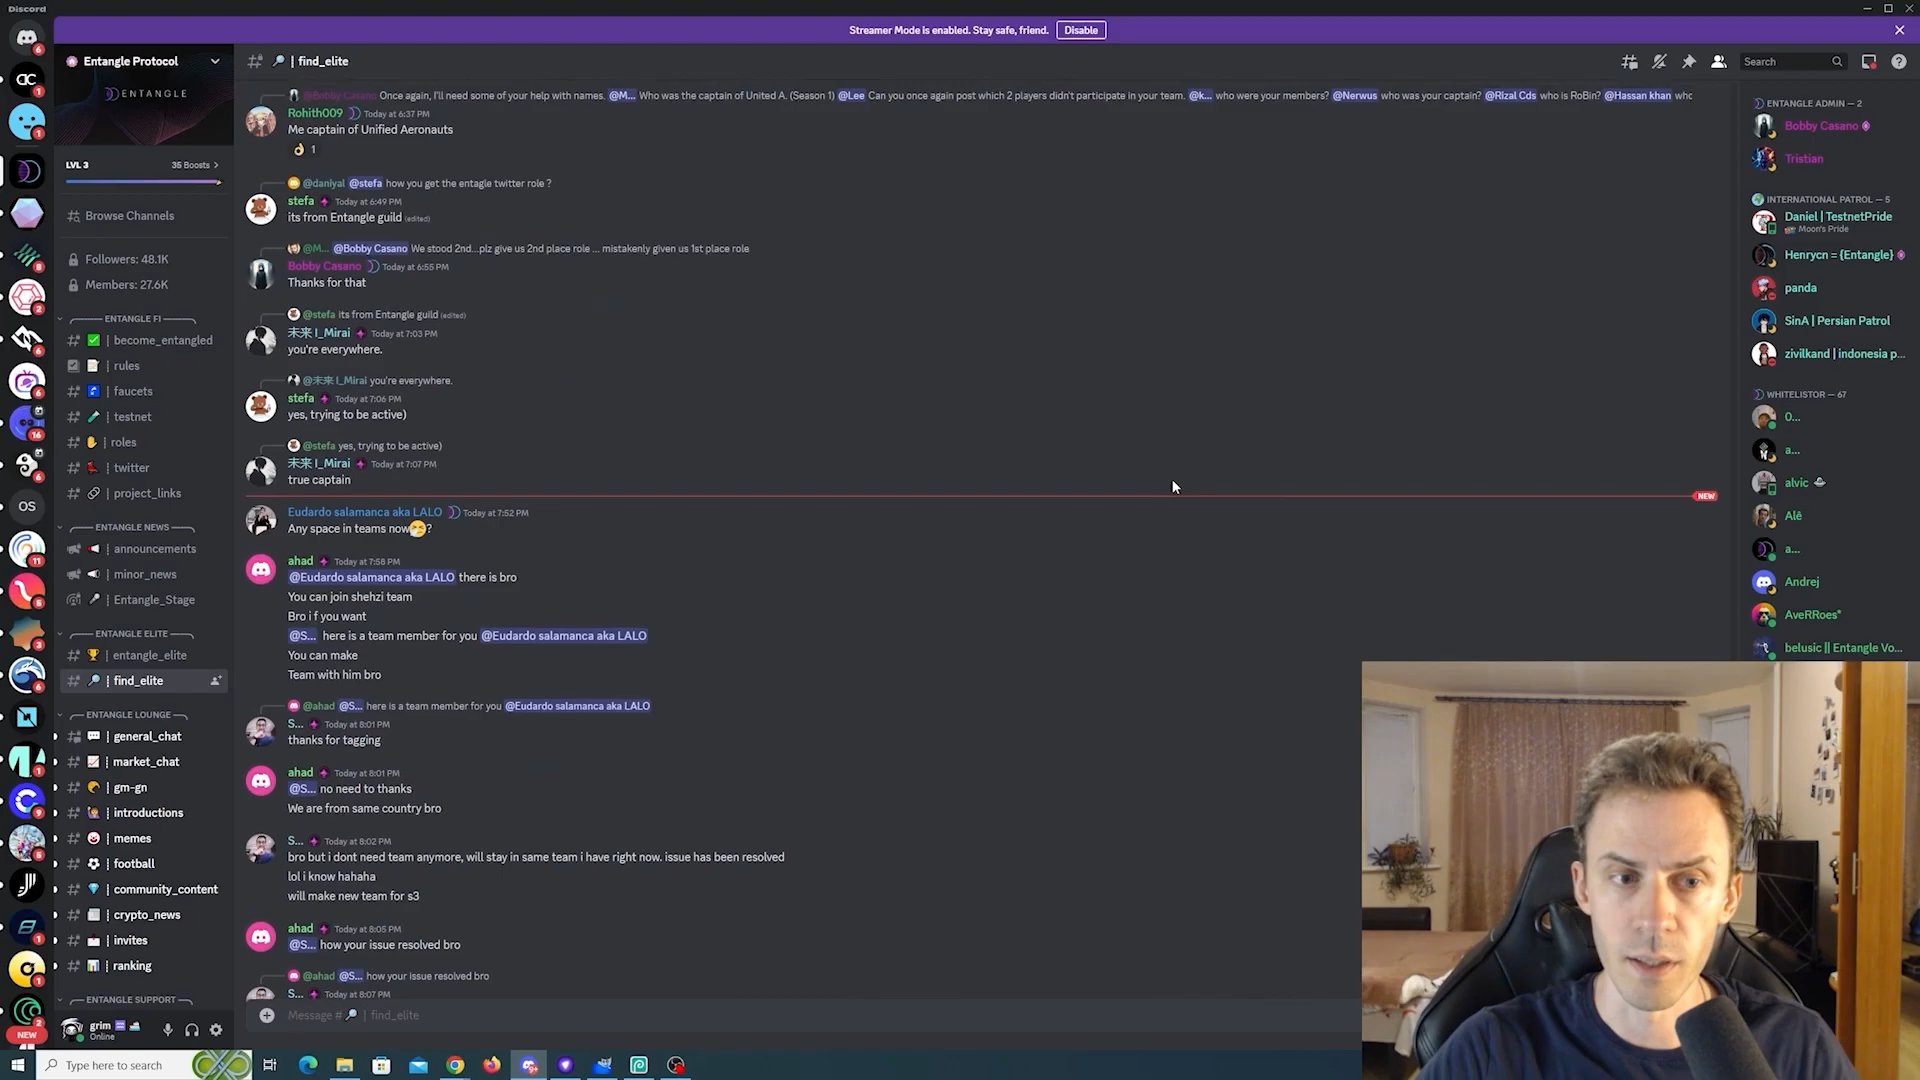 Discord
Streamer Mode is enabled. Stay safe, friend. Disable
Entangle Protocol
ENTANGLE
LVL 3 35 Boosts >
Browse Channels
Followers: 48.1K
Members: 27.6K
ENTANGLE FI
| become_entangled
| rules
| faucets
| testnet
| roles
| twitter
| project_links
ENTANGLE NEWS
| announcements
| minor_news
| Entangle_Stage
ENTANGLE ELITE
| entangle_elite
| find_elite
ENTANGLE LOUNGE
| general_chat
| market_chat
| gm-gn
| introductions
| memes
| football
| community_content
| crypto_news
| invites
| ranking
ENTANGLE SUPPORT
grim
Online
| find_elite
Search
@Bobby Casano Once again, I'll need some of your help with names. @M... Who was the captain of United A. (Season 1) @Lee Can you once again post which 2 players didn't participate in your team. @k... who were your members? @Nerwus who was your captain? @Rizal Cds who is RoBin? @Hassan khan who
Rohith009 Today at 6:37 PM
Me captain of Unified Aeronauts
👌 1
@daniyal @stefa how you get the entagle twitter role ?
stefa Today at 6:49 PM
its from Entangle guild (edited)
@M... @Bobby Casano We stood 2nd...plz give us 2nd place role ... mistakenly given us 1st place role
Bobby Casano Today at 6:55 PM
Thanks for that
@stefa its from Entangle guild (edited)
未来 I_Mirai Today at 7:03 PM
you're everywhere.
@未来 I_Mirai you're everywhere.
stefa Today at 7:06 PM
yes, trying to be active)
@stefa yes, trying to be active)
未来 I_Mirai Today at 7:07 PM
true captain
NEW
Eudardo salamanca aka LALO Today at 7:52 PM
Any space in teams now🤧?
ahad Today at 7:58 PM
@Eudardo salamanca aka LALO there is bro
You can join shehzi team
Bro i f you want
@S... here is a team member for you @Eudardo salamanca aka LALO
You can make
Team with him bro
@ahad @S... here is a team member for you @Eudardo salamanca aka LALO
S... Today at 8:01 PM
thanks for tagging
ahad Today at 8:01 PM
@S... no need to thanks
We are from same country bro
S... Today at 8:02 PM
bro but i dont need team anymore, will stay in same team i have right now. issue has been resolved
lol i know hahaha
will make new team for s3
ahad Today at 8:05 PM
@S... how your issue resolved bro
@ahad @S... how your issue resolved bro
S... Today at 8:07 PM
Message # 🔎 | find_elite
ENTANGLE ADMIN — 2
Bobby Casano
Tristian
INTERNATIONAL PATROL — 5
Daniel | TestnetPride
Moon's Pride
Henrycn = {Entangle}
panda
SinA | Persian Patrol
zivilkand | indonesia p...
WHITELISTOR — 67
0...
a...
alvic
Alê
a...
Andrej
AveRRoes*
belusic || Entangle Vo...
OS
NEW
Type here to search